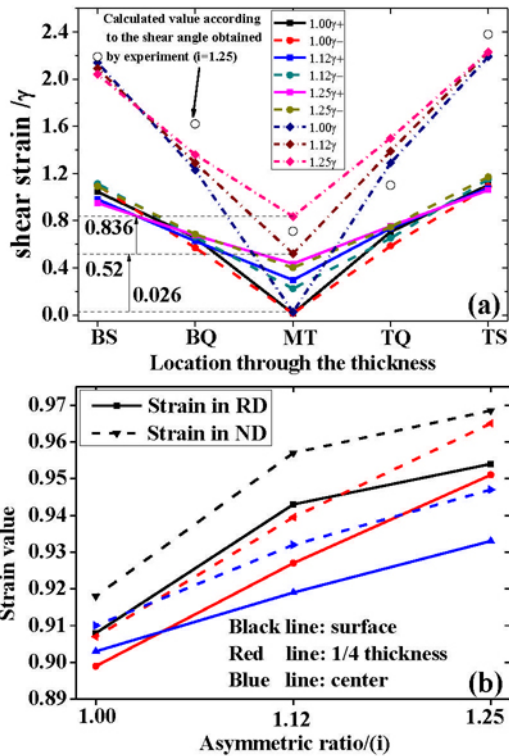 Calculated value according
to the shear angle obtained
by experiment (i=1.25)
1.00γ+
1.00γ−
1.12γ+
1.12γ−
1.25γ+
1.25γ−
1.00γ
1.12γ
1.25γ
shear strain /γ
2.4
2.0
1.6
1.2
0.8
0.4
0.0
0.836
0.52
0.026
(a)
BS BQ MT TQ TS
Location through the thickness
Strain in RD
Strain in ND
Strain value
0.97
0.96
0.95
0.94
0.93
0.92
0.91
0.90
0.89
Black line: surface
Red line: 1/4 thickness
Blue line: center
(b)
1.00 1.12 1.25
Asymmetric ratio/(i)